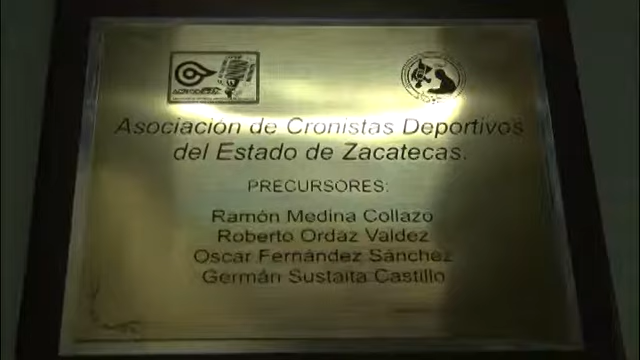 Asociación de Cronistas Deportivos
del Estado de Zacatecas.
PRECURSORES:
Ramón Medina Collazo
Roberto Ordáz Valdez
Oscar Fernández Sánchez
Germán Sustaita Castillo